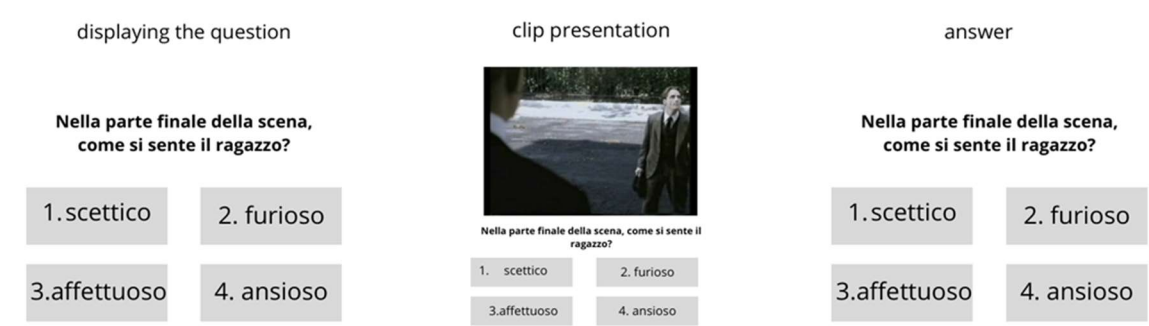 displaying the question
Nella parte finale della scena,
come si sente il ragazzo?
1. scettico
2. furioso
3.affettuoso
4. ansioso
clip presentation
Nella parte finale della scena, come si sente il
ragazzo?
1. scettico
2. furioso
3.affettuoso
4. ansioso
answer
Nella parte finale della scena,
come si sente il ragazzo?
1. scettico
2. furioso
3.affettuoso
4. ansioso